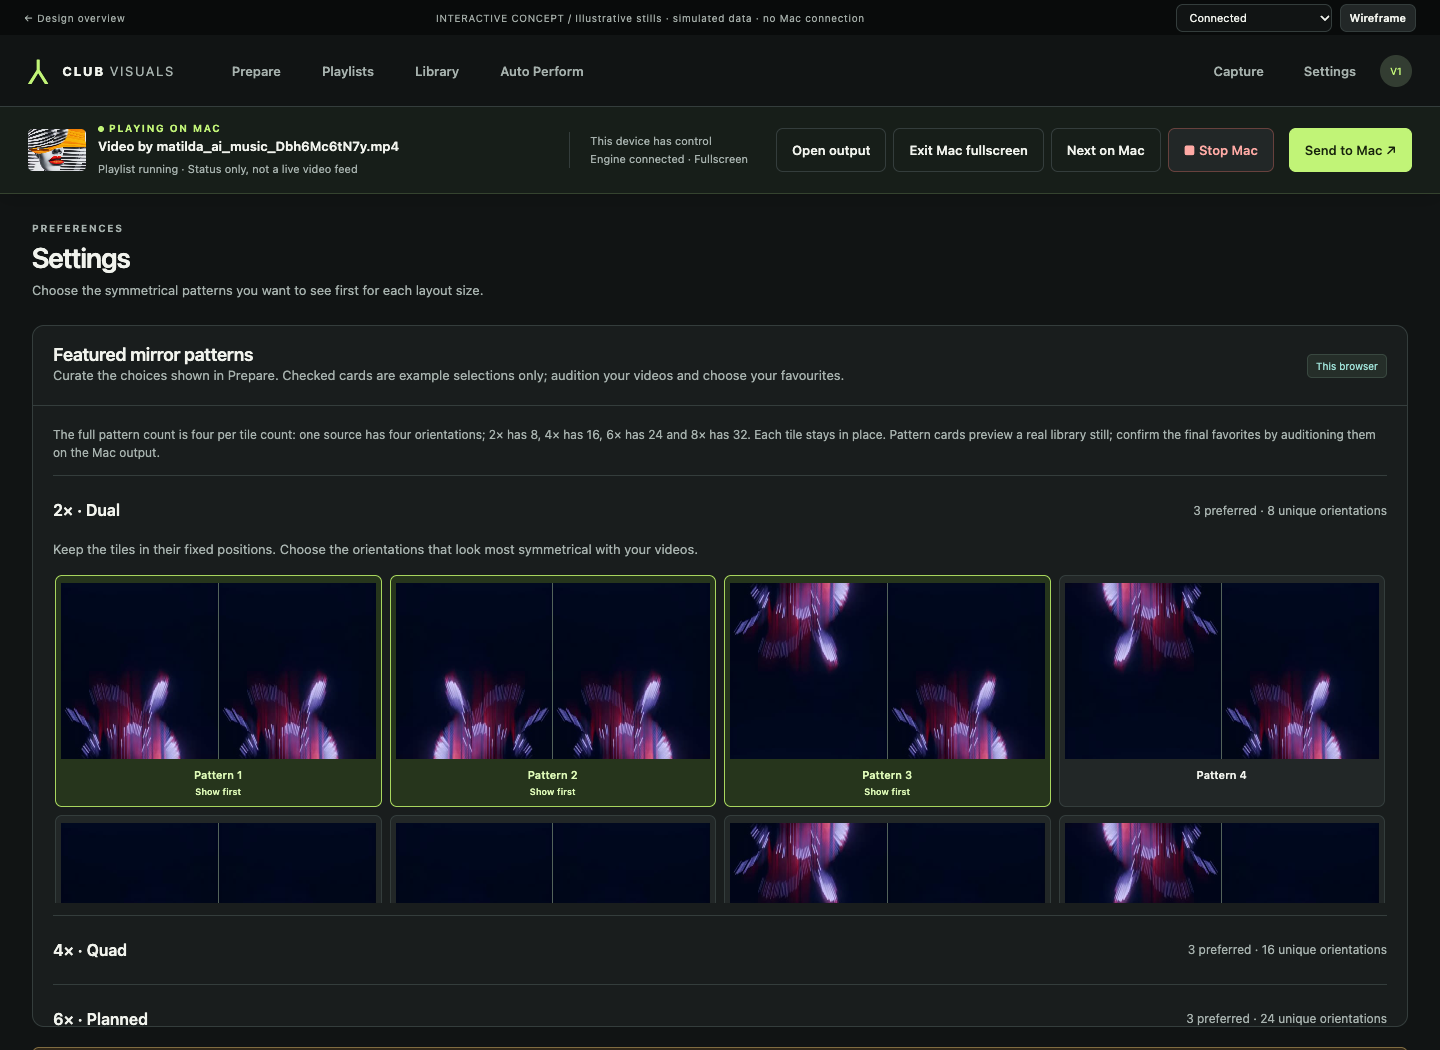 ← Design overview
INTERACTIVE CONCEPT / Illustrative stills · simulated data · no Mac connection
Connected
Wireframe
CLUB VISUALS
Prepare
Playlists
Library
Auto Perform
Capture
Settings
V1
PLAYING ON MAC
Video by matilda_ai_music_Dbh6Mc6tN7y.mp4
Playlist running · Status only, not a live video feed
This device has control
Engine connected · Fullscreen
Open output
Exit Mac fullscreen
Next on Mac
Stop Mac
Send to Mac ↗
PREFERENCES
Settings
Choose the symmetrical patterns you want to see first for each layout size.
Featured mirror patterns
Curate the choices shown in Prepare. Checked cards are example selections only; audition your videos and choose your favourites.
This browser
The full pattern count is four per tile count: one source has four orientations; 2× has 8, 4× has 16, 6× has 24 and 8× has 32. Each tile stays in place. Pattern cards preview a real library still; confirm the final favorites by auditioning them
on the Mac output.
2× · Dual
3 preferred · 8 unique orientations
Keep the tiles in their fixed positions. Choose the orientations that look most symmetrical with your videos.
Pattern 1
Show first
Pattern 2
Show first
Pattern 3
Show first
Pattern 4
4× · Quad
3 preferred · 16 unique orientations
6× · Planned
3 preferred · 24 unique orientations